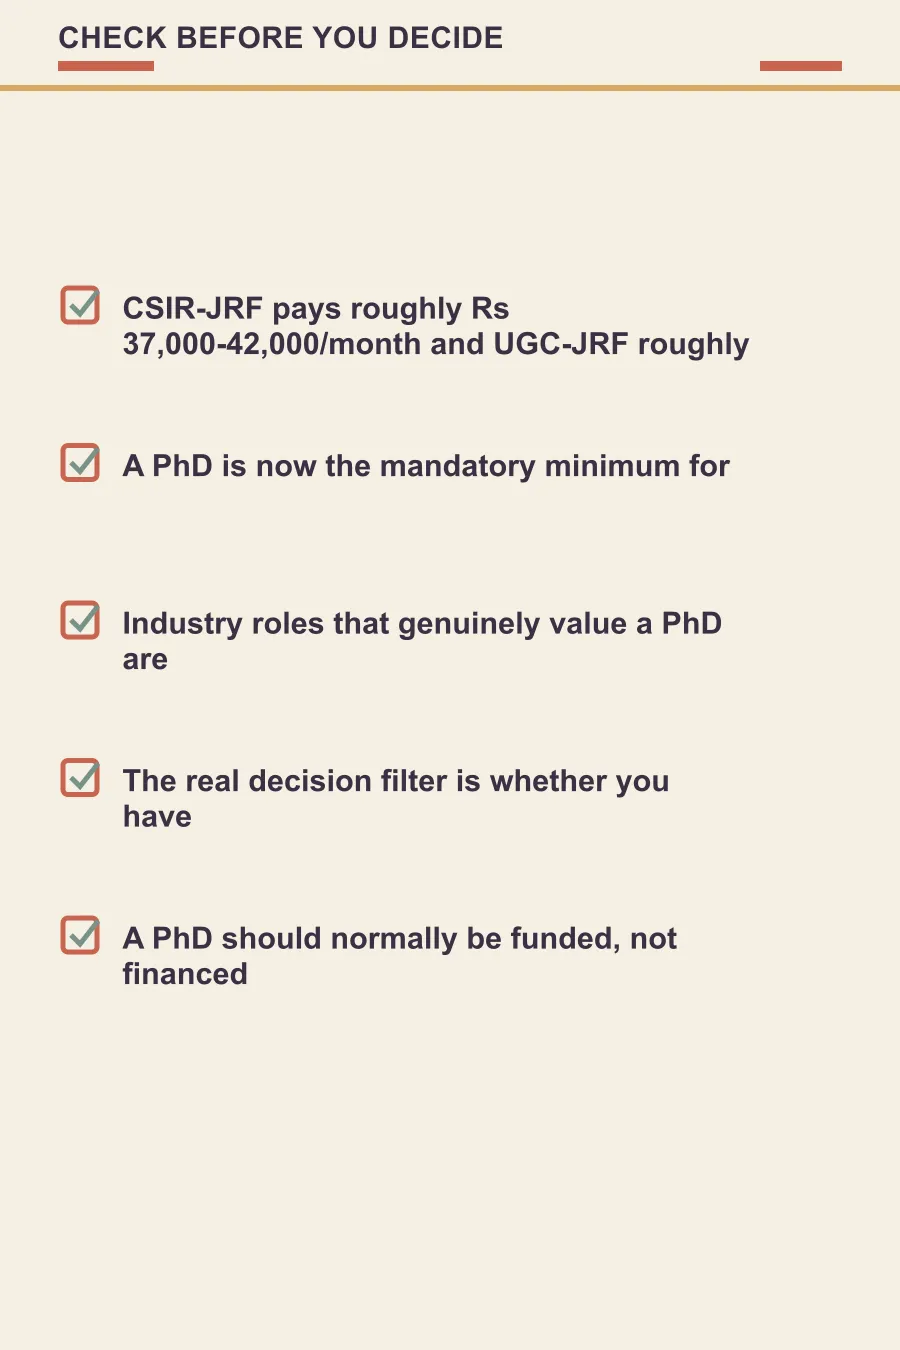 CHECK BEFORE YOU DECIDE
CSIR-JRF pays roughly Rs
37,000-42,000/month and UGC-JRF roughly
A PhD is now the mandatory minimum for
Industry roles that genuinely value a PhD
are
The real decision filter is whether you
have
A PhD should normally be funded, not
financed